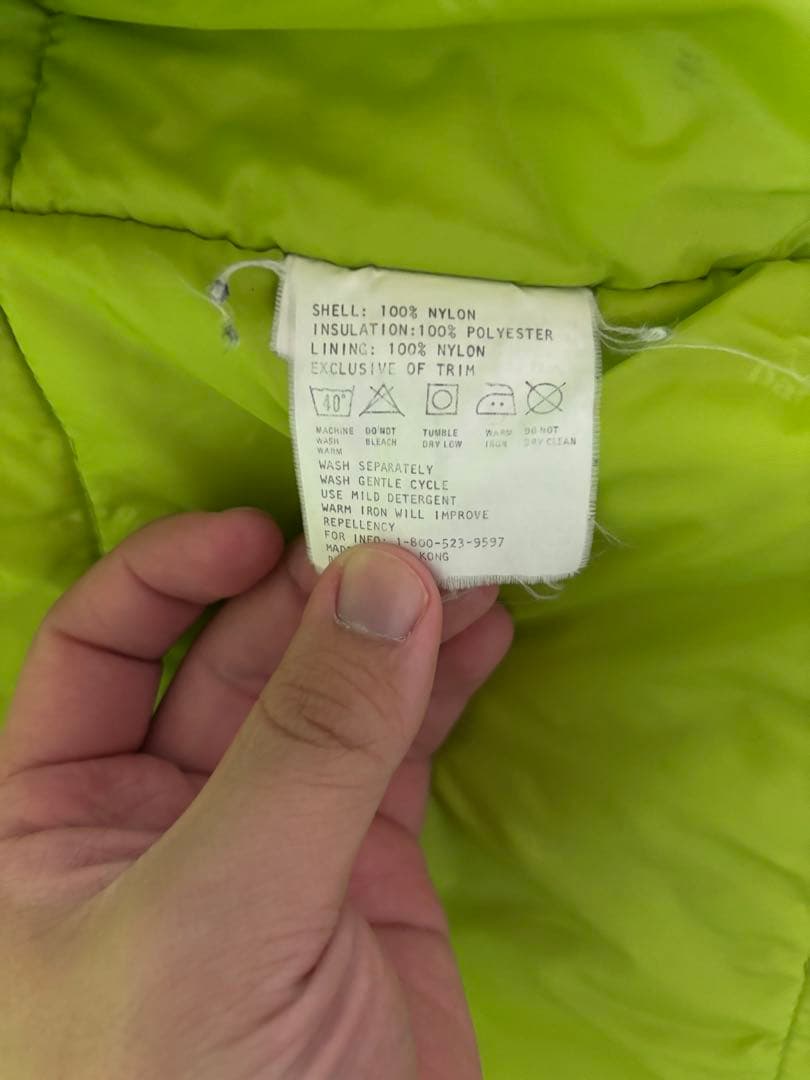 SHELL: 100% NYLON
INSULATION:100% POLYESTER
LINING: 100% NYLON
EXCLUSIVE OF TRIM
40°
MACHINE WASH WARM
DO NOT BLEACH
TUMBLE DRY LOW
WARM IRON
DO NOT DRY CLEAN
WASH SEPARATELY
WASH GENTLE CYCLE
USE MILD DETERGENT
WARM IRON WILL IMPROVE
REPELLENCY
FOR INFO: 1-800-523-9597
MADE KONG